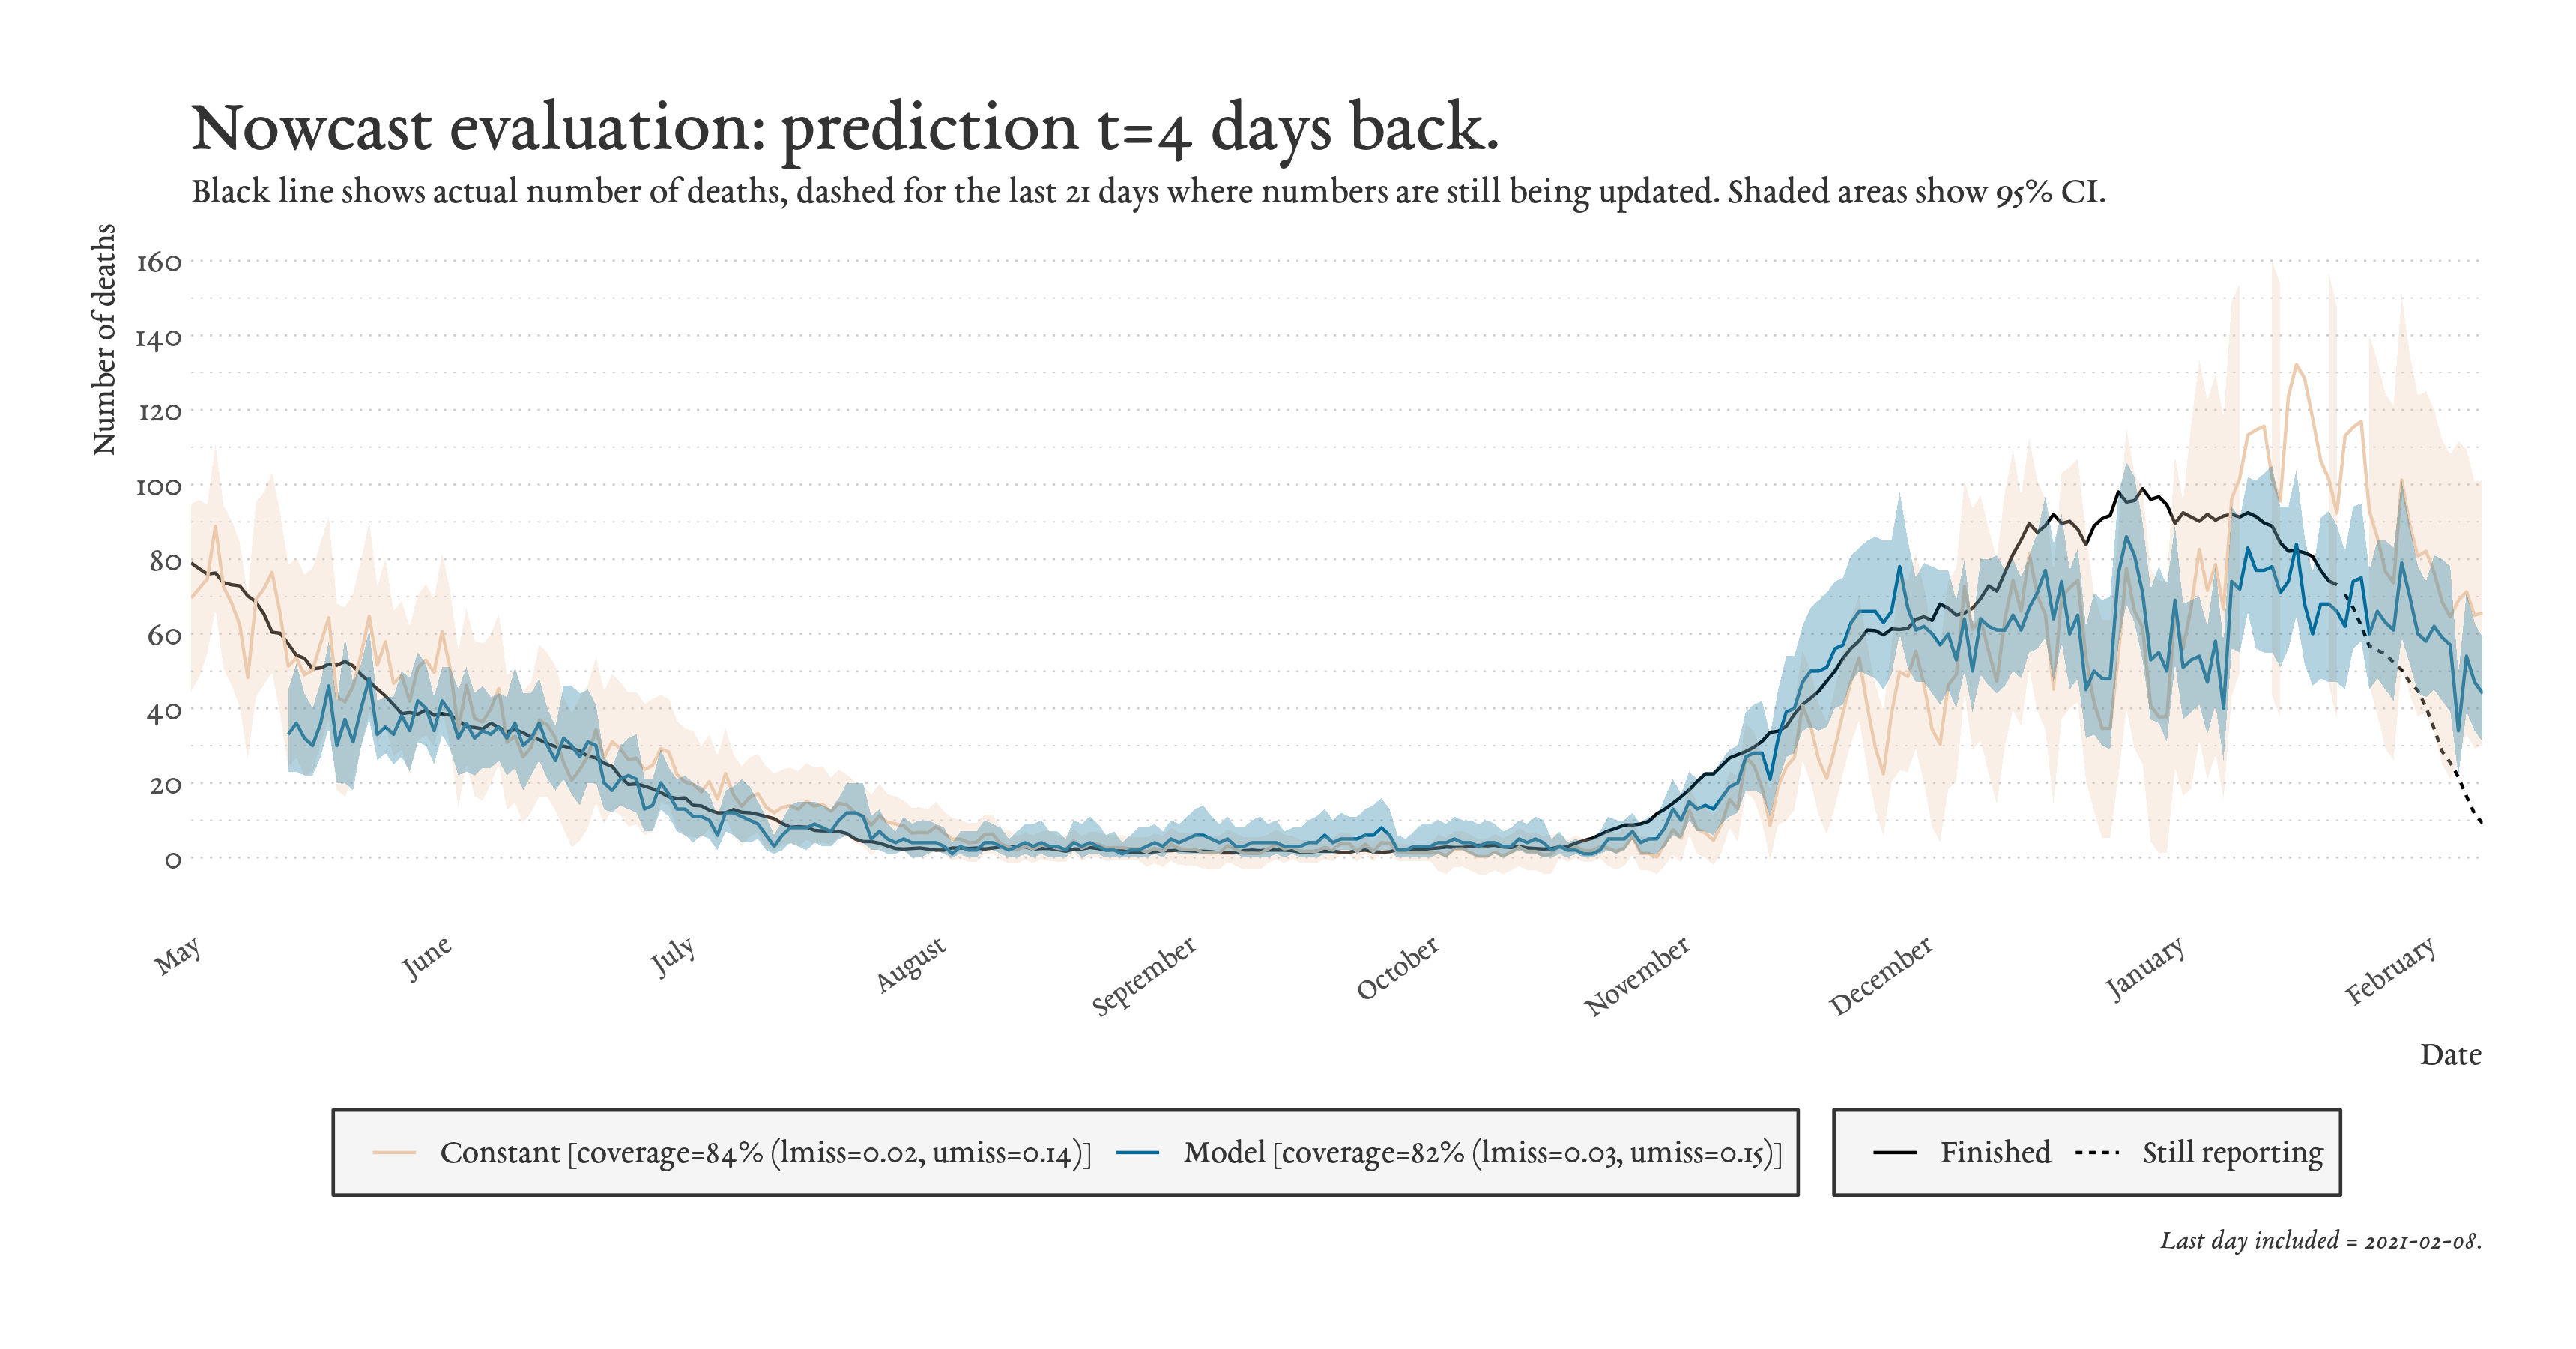 Nowcast evaluation: prediction t=4 days back.
Black line shows actual number of deaths, dashed for the last 21 days where numbers are still being updated. Shaded areas show 95% CI.
Number of deaths
160
140
120
100
80
60
40
20
0
May
June
July
August
September
October
November
December
January
February
Date
Constant [coverage=84% (lmiss=0.02, umiss=0.14)]
Model [coverage=82% (lmiss=0.03, umiss=0.15)]
Finished
Still reporting
Last day included = 2021-02-08.